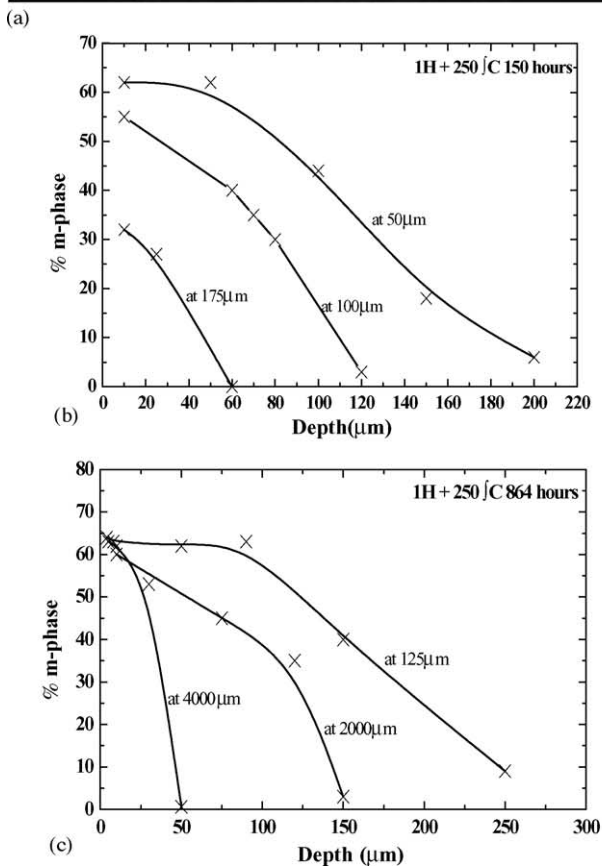 (a)
70
60
50
40
30
20
10
0
% m-phase
1H + 250 ∫C 150 hours
at 50μm
at 100μm
at 175μm
0 20 40 60 80 100 120 140 160 180 200 220
Depth(μm)
(b)
70
60
50
40
30
20
10
0
% m-phase
1H + 250 ∫C 864 hours
at 125μm
at 2000μm
at 4000μm
0 50 100 150 200 250 300
Depth (μm)
(c)